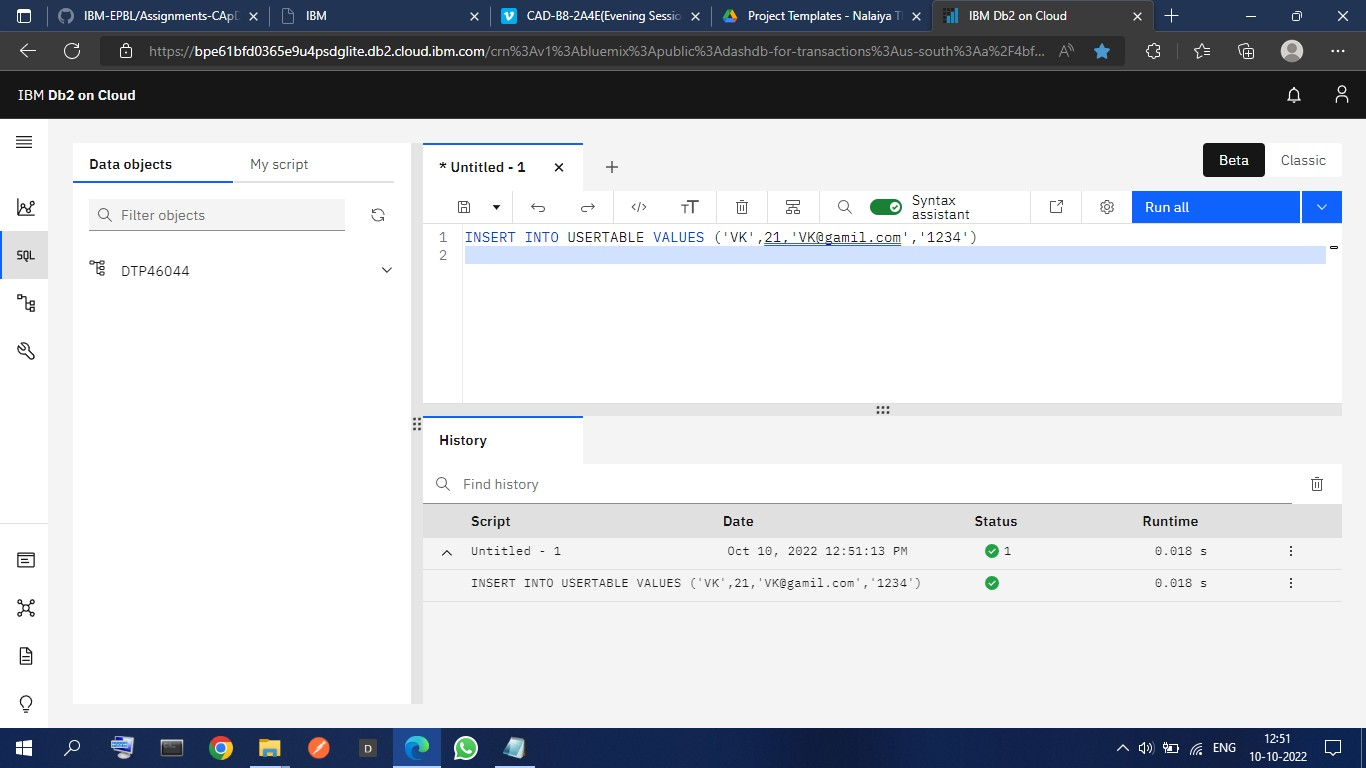 IBM-EPBL/Assignments-CApD
IBM
CAD-B8-2A4E(Evening Sessio
Project Templates - Nalaiya Th
IBM Db2 on Cloud
https://bpe61bfd0365e9u4psdglite.db2.cloud.ibm.com/crn%3Av1%3Abluemix%3Apublic%3Adashdb-for-transactions%3Aus-south%3Aa%2F4bf...
IBM Db2 on Cloud
Data objects
My script
* Untitled - 1
Beta
Classic
Filter objects
Syntax
assistant
Run all
SQL
DTP46044
1 INSERT INTO USERTABLE VALUES ('VK',21,'VK@gamil.com','1234')
2
History
Find history
Script Date Status Runtime
Untitled - 1 Oct 10, 2022 12:51:13 PM 1 0.018 s
INSERT INTO USERTABLE VALUES ('VK',21,'VK@gamil.com','1234') 0.018 s
D
ENG
12:51
10-10-2022